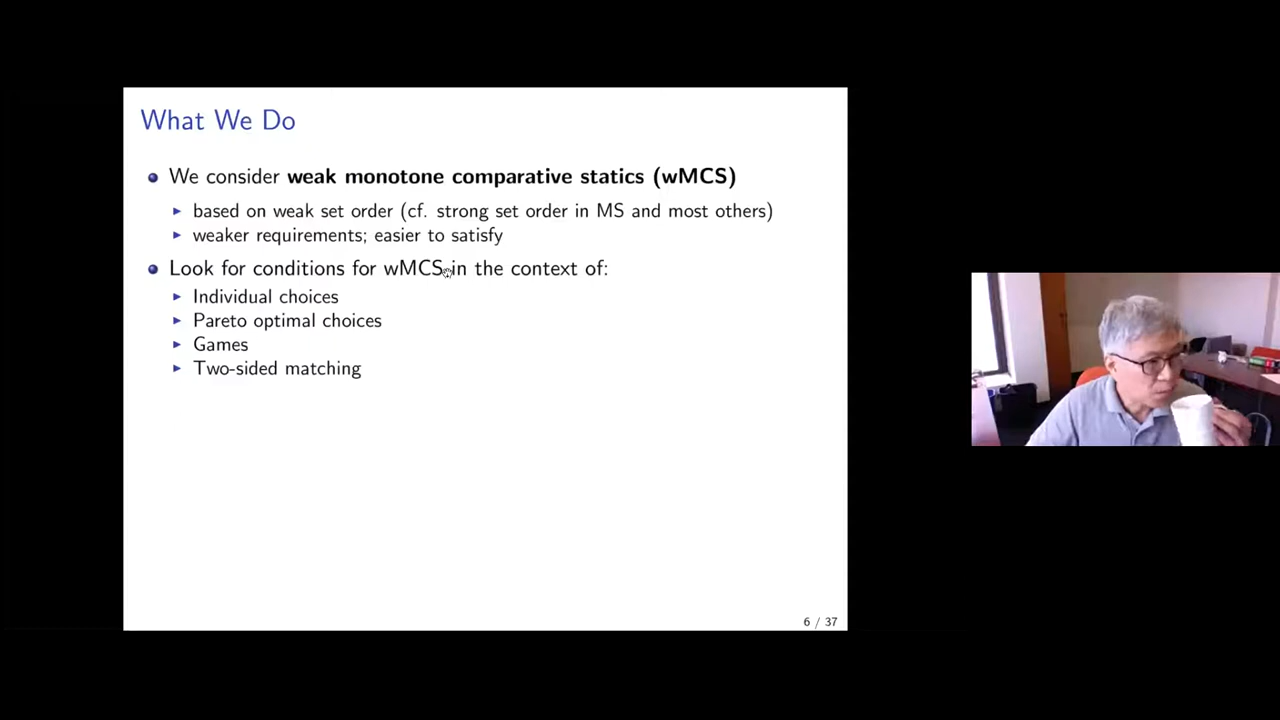 What We Do
We consider weak monotone comparative statics (wMCS)
based on weak set order (cf. strong set order in MS and most others)
weaker requirements; easier to satisfy
Look for conditions for wMCS in the context of:
Individual choices
Pareto optimal choices
Games
Two-sided matching
6 / 37